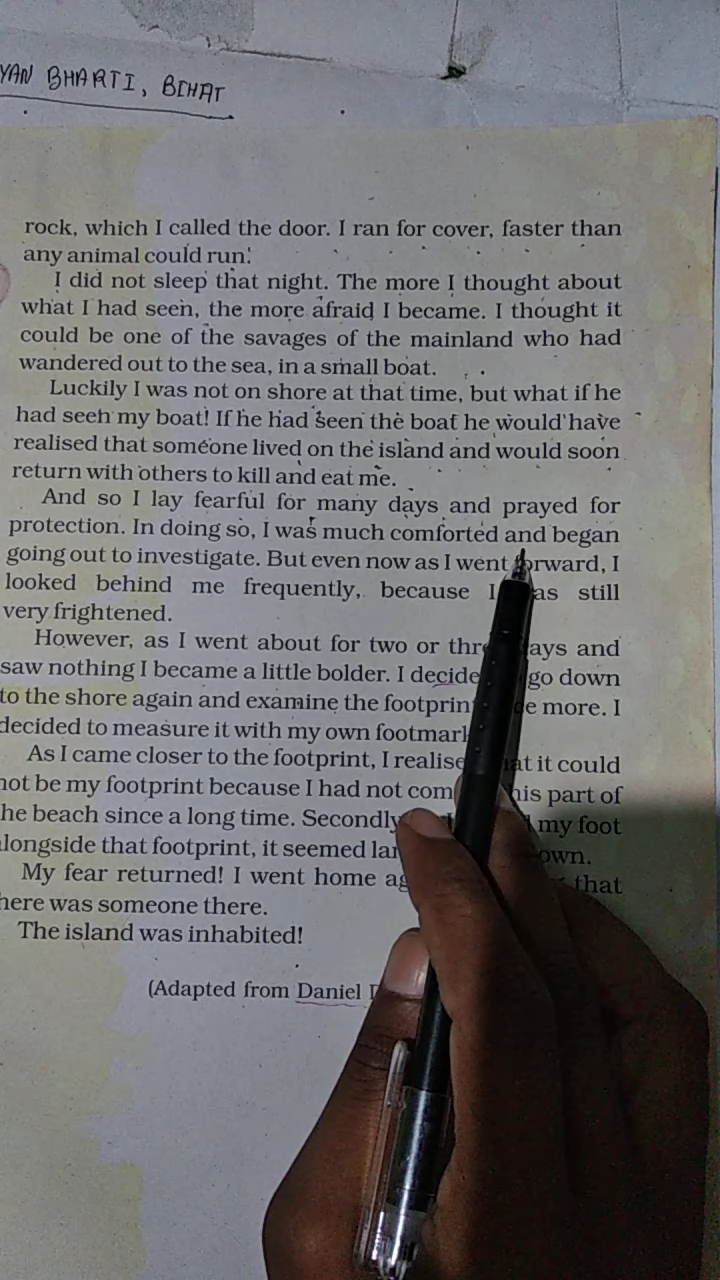 YAN BHARTI, BIHAT
rock, which I called the door. I ran for cover, faster than
any animal could run.
I did not sleep that night. The more I thought about
what I had seen, the more afraid I became. I thought it
could be one of the savages of the mainland who had
wandered out to the sea, in a small boat.
Luckily I was not on shore at that time, but what if he
had seen my boat! If he had seen the boat he would have
realised that someone lived on the island and would soon
return with others to kill and eat me.
And so I lay fearful for many days and prayed for
protection. In doing so, I was much comforted and began
going out to investigate. But even now as I went forward, I
looked behind me frequently, because I as still
very frightened.
However, as I went about for two or thre ays and
saw nothing I became a little bolder. I decide go down
to the shore again and examine the footprin e more. I
decided to measure it with my own footmar
As I came closer to the footprint, I realise at it could
not be my footprint because I had not com his part of
he beach since a long time. Secondly my foot
longside that footprint, it seemed lar own.
My fear returned! I went home ag that
here was someone there.
The island was inhabited!
(Adapted from Daniel